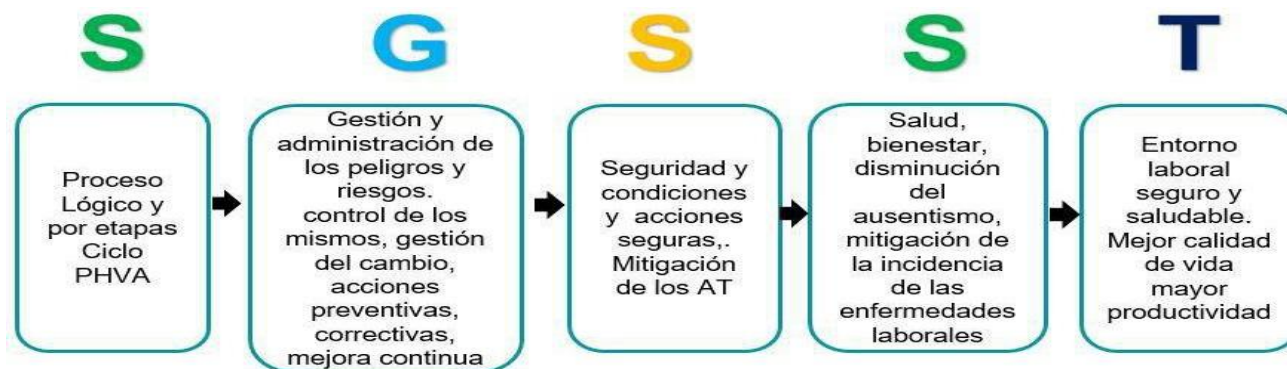 S
G
S
S
T
Proceso
Lógico y
por etapas
Ciclo
PHVA
Gestión y
administración de
los peligros y
riesgos.
control de los
mismos, gestión
del cambio,
acciones
preventivas,
correctivas,
mejora continua
Seguridad y
condiciones
y acciones
seguras,.
Mitigación
de los AT
Salud,
bienestar,
disminución
del
ausentismo,
mitigación de
la incidencia
de las
enfermedades
laborales
Entorno
laboral
seguro y
saludable.
Mejor calidad
de vida
mayor
productividad